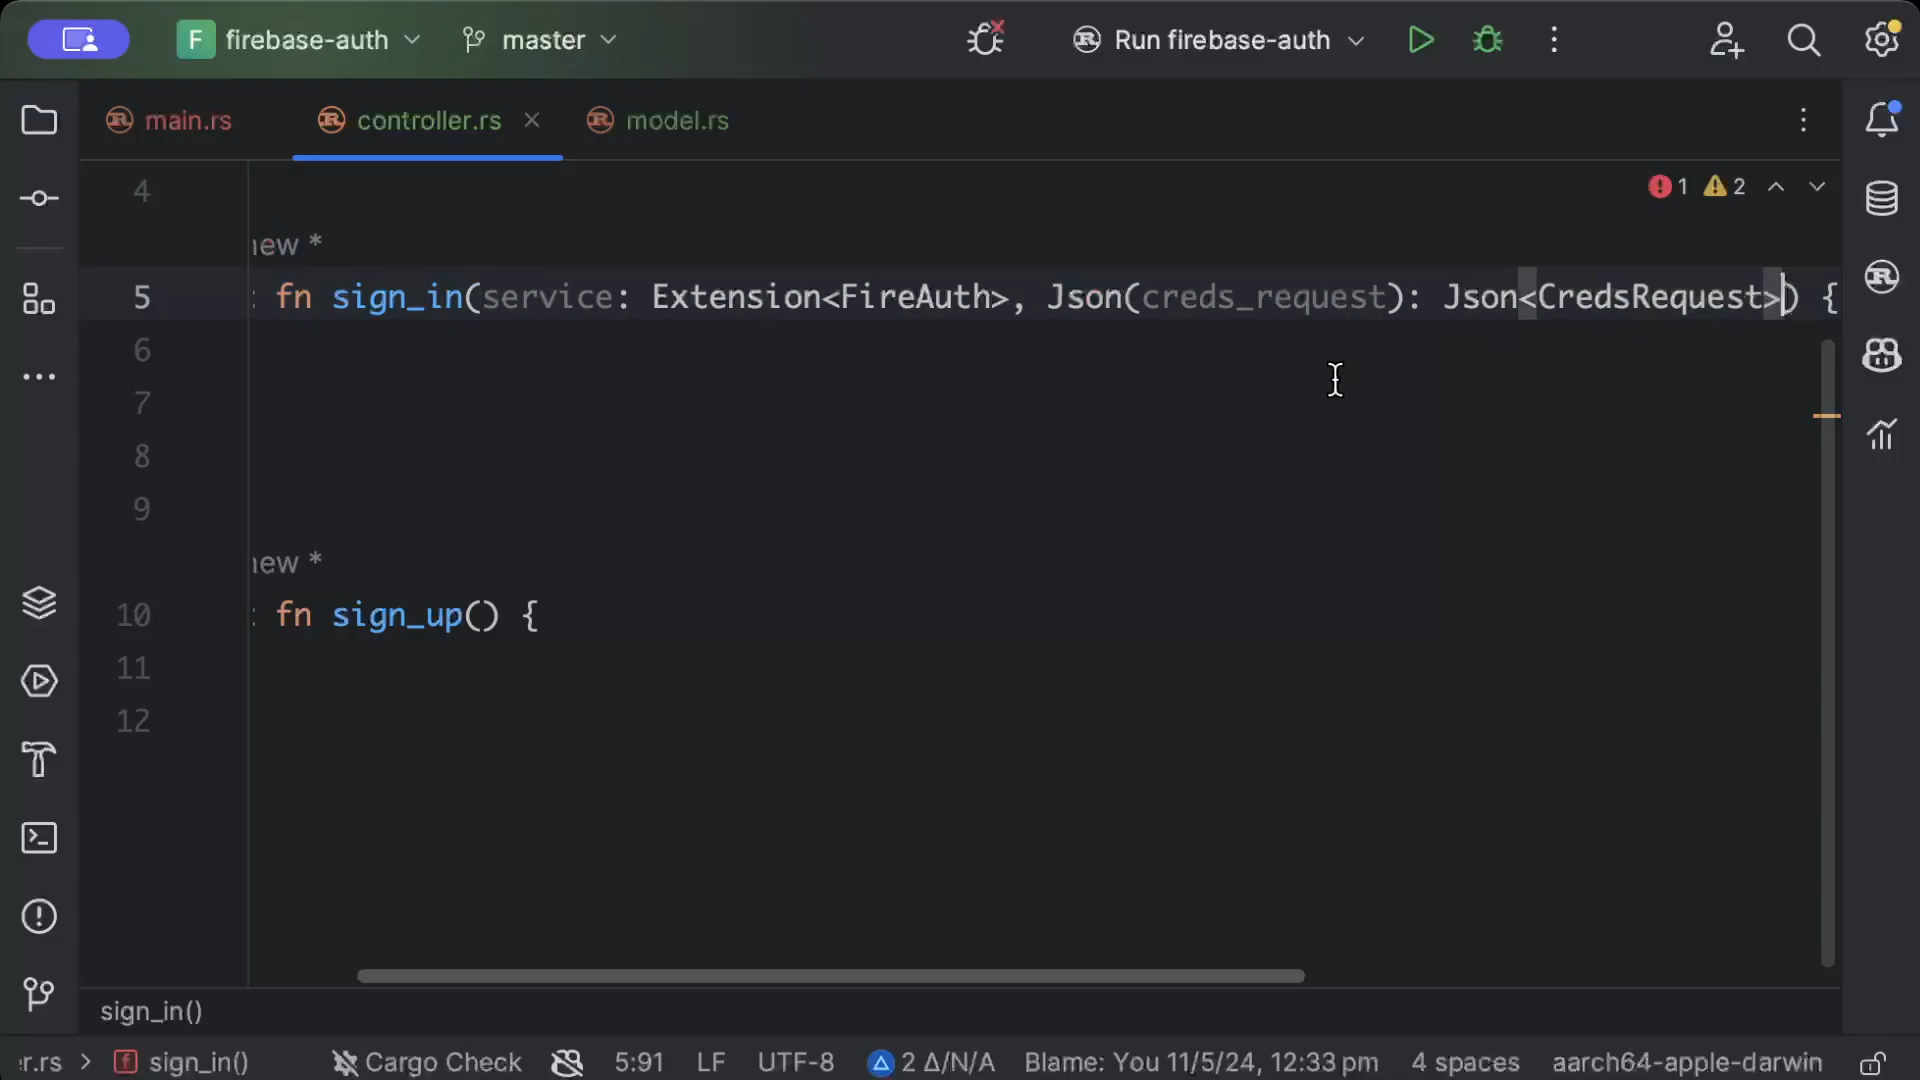 F firebase-auth master Run firebase-auth
main.rs controller.rs model.rs
4 1 2
new *
5 : fn sign_in(service: Extension<FireAuth>, Json(creds_request): Json<CredsRequest>) {
6
7
8
9
new *
10 : fn sign_up() {
11
12
sign_in()
r.rs > f sign_in() Cargo Check 5:91 LF UTF-8 2 Δ/N/A Blame: You 11/5/24, 12:33 pm 4 spaces aarch64-apple-darwin